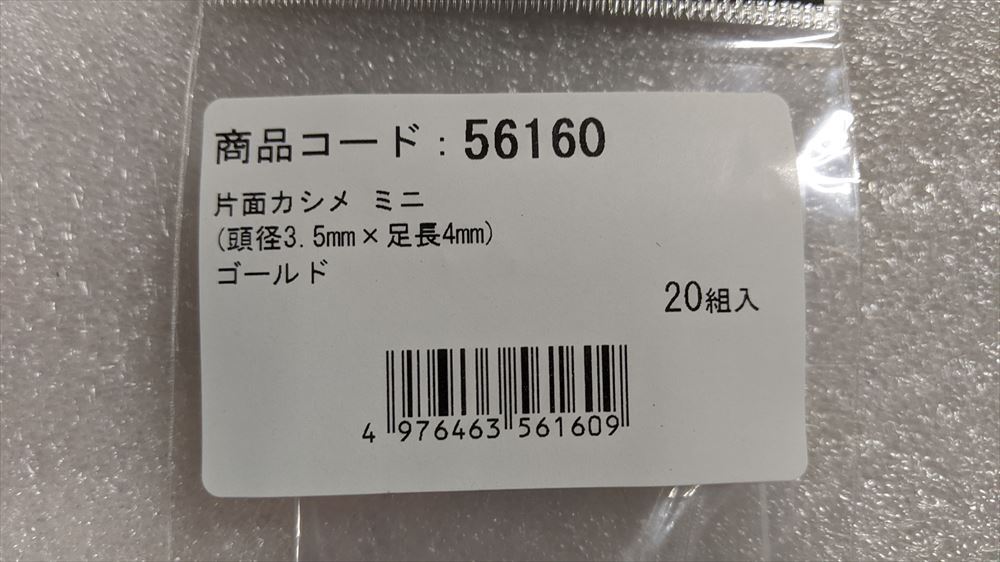 商品コード：56160
片面カシメ ミニ
(頭径3.5mm×足長4mm)
ゴールド
20組入
4 976463 561609